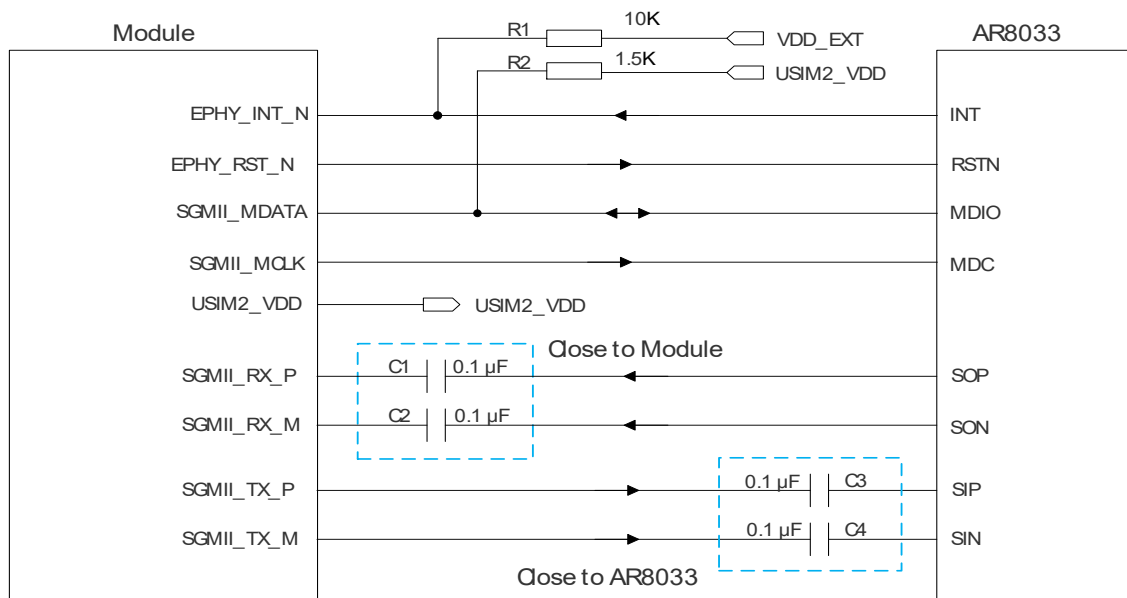 Module
R1 10K VDD_EXT
AR8033
R2 1.5K USIM2_VDD
EPHY_INT_N INT
EPHY_RST_N RSTN
SGMII_MDATA MDIO
SGMII_MCLK MDC
USIM2_VDD USIM2_VDD
Close to Module
SGMII_RX_P C1 0.1 µF SOP
SGMII_RX_M C2 0.1 µF SON
SGMII_TX_P 0.1 µF C3 SIP
SGMII_TX_M 0.1 µF C4 SIN
Close to AR8033